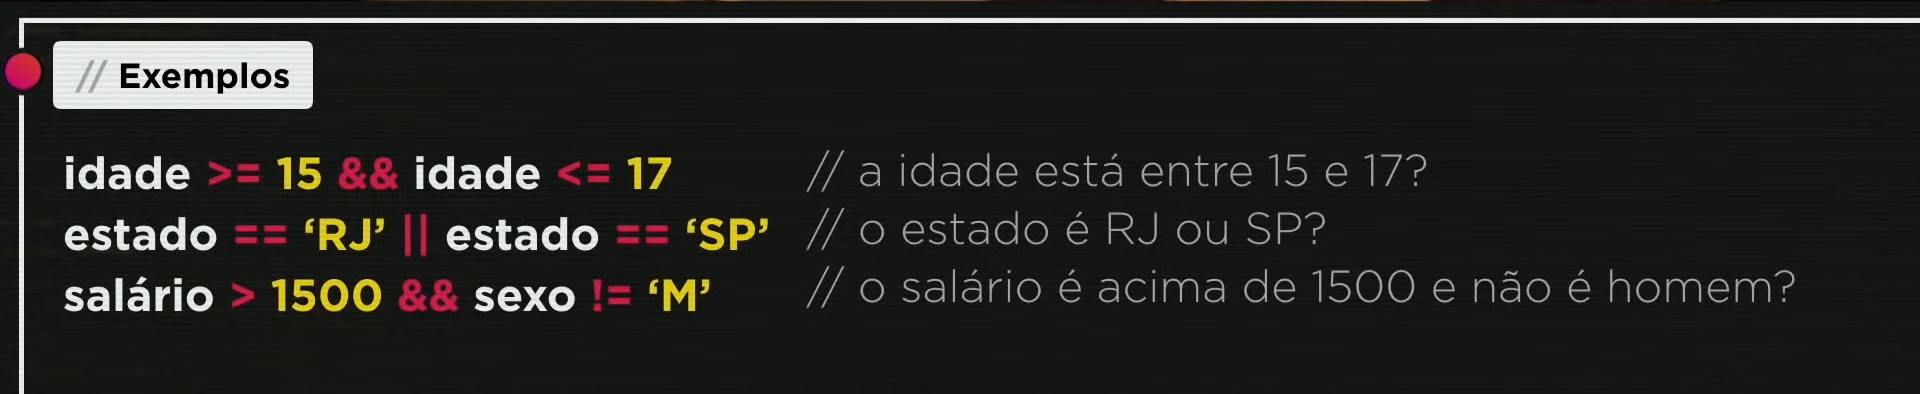 // Exemplos
idade >= 15 && idade <= 17 // a idade está entre 15 e 17?
estado == ‘RJ’ || estado == ‘SP’ // o estado é RJ ou SP?
salário > 1500 && sexo != ‘M’ // o salário é acima de 1500 e não é homem?